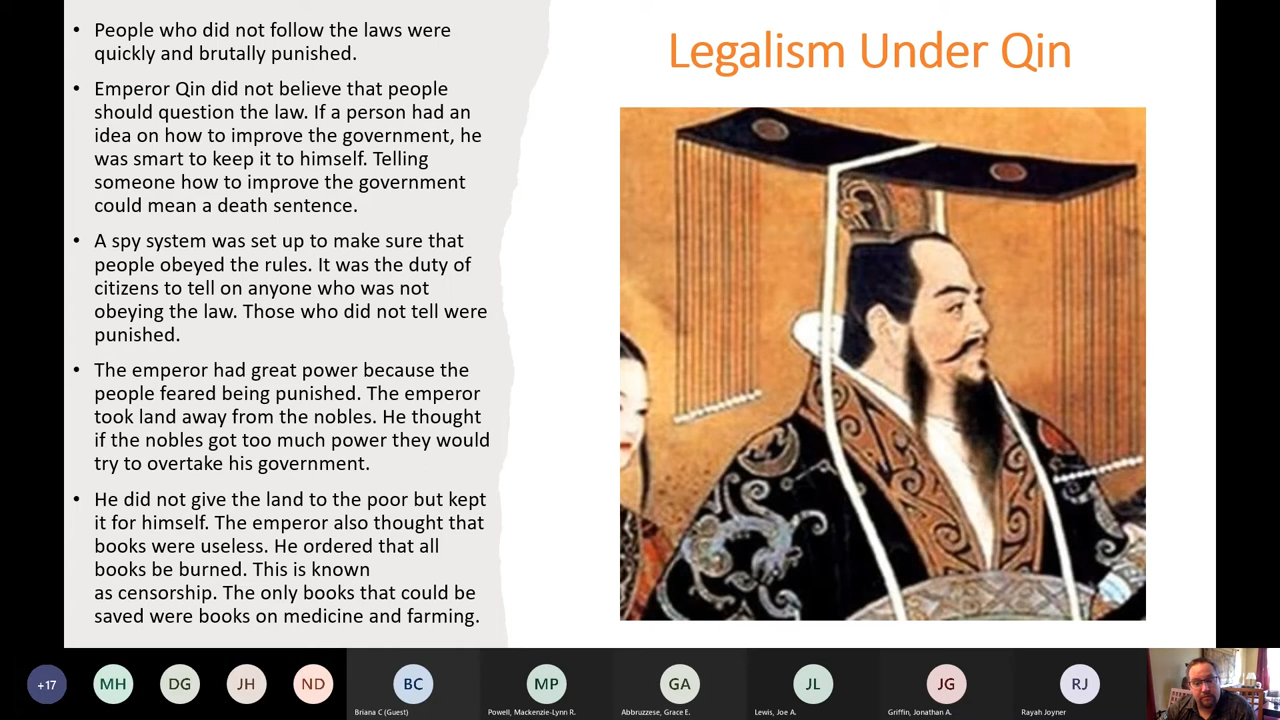 Legalism Under Qin
• People who did not follow the laws were
quickly and brutally punished.
• Emperor Qin did not believe that people
should question the law. If a person had an
idea on how to improve the government, he
was smart to keep it to himself. Telling
someone how to improve the government
could mean a death sentence.
• A spy system was set up to make sure that
people obeyed the rules. It was the duty of
citizens to tell on anyone who was not
obeying the law. Those who did not tell were
punished.
• The emperor had great power because the
people feared being punished. The emperor
took land away from the nobles. He thought
if the nobles got too much power they would
try to overtake his government.
• He did not give the land to the poor but kept
it for himself. The emperor also thought that
books were useless. He ordered that all
books be burned. This is known
as censorship. The only books that could be
saved were books on medicine and farming.
+17
MH
DG
JH
ND
BC
Briana C (Guest)
MP
Powell, Mackenzie-Lynn R.
GA
Abbruzzese, Grace E.
JL
Lewis, Joe A.
JG
Griffin, Jonathan A.
RJ
Rayah Joyner